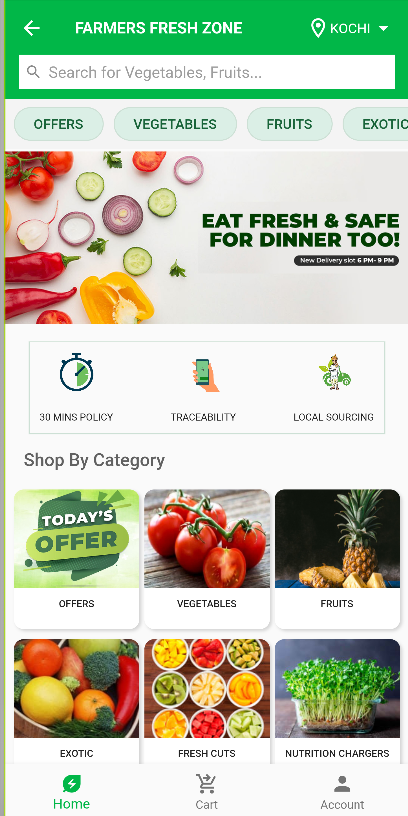 FARMERS FRESH ZONE
KOCHI
Search for Vegetables, Fruits...
OFFERS
VEGETABLES
FRUITS
EXOTIC
EAT FRESH & SAFE
FOR DINNER TOO!
New Delivery slot 6 PM- 9 PM
30 MINS POLICY
TRACEABILITY
LOCAL SOURCING
Shop By Category
TODAY'S
OFFER
OFFERS
VEGETABLES
FRUITS
EXOTIC
FRESH CUTS
NUTRITION CHARGERS
Home
Cart
Account